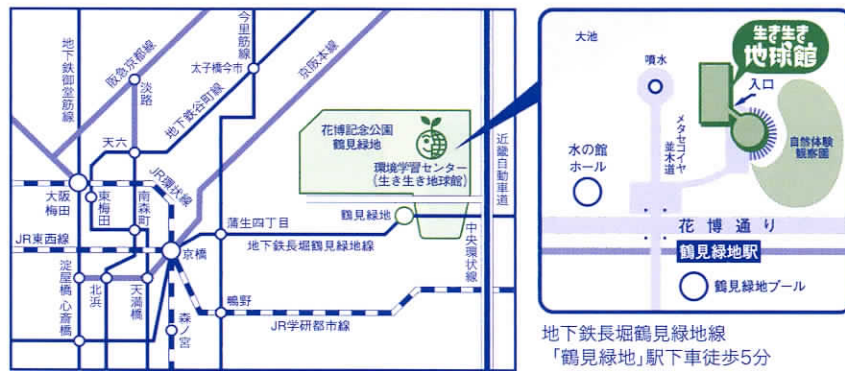 地下鉄御堂筋線
阪急京都線
淡路
天六
地下鉄谷町線
今里筋線
太子橋今市
京阪本線
花博記念公園
鶴見緑地
環境学習センター
(生き生き地球館)
近畿自動車道
中央環状線
JR環状線
大阪
梅田
東梅田
南森町
JR東西線
京橋
蒲生四丁目
鶴見緑地
地下鉄長堀鶴見緑地線
淀屋橋
心斎橋
北浜
天満橋
森ノ宮
鴫野
JR学研都市線
大池
噴水
生き生き
地球館
入口
メタセコイヤ
並木道
自然体験
観察園
水の館
ホール
花博通り
鶴見緑地駅
鶴見緑地プール
地下鉄長堀鶴見緑地線
「鶴見緑地」駅下車徒歩5分